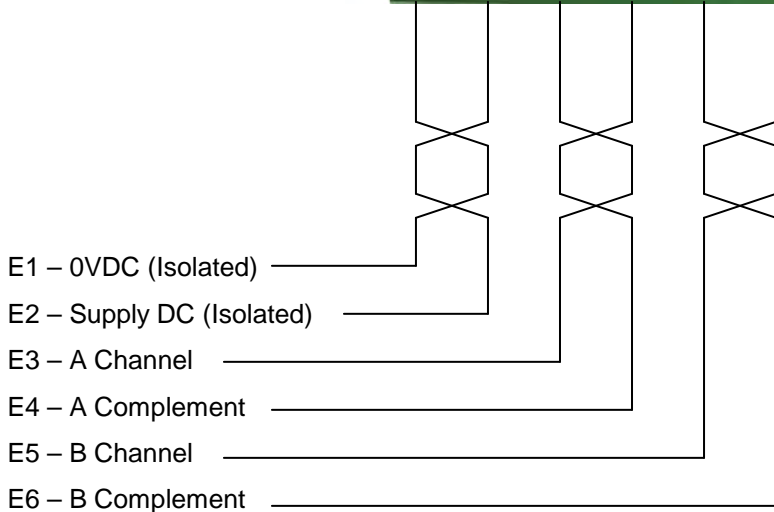 E1 – 0VDC (Isolated)
E2 – Supply DC (Isolated)
E3 – A Channel
E4 – A Complement
E5 – B Channel
E6 – B Complement